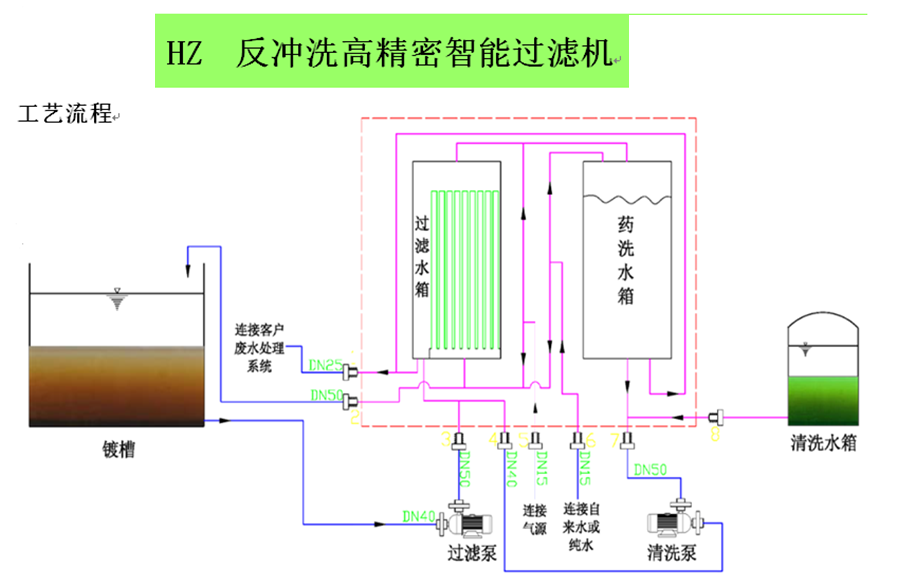 HZ 反冲洗高精密智能过滤机
工艺流程
过滤水箱
药洗水箱
连接客户
废水处理
系统
DN25
1
DN50
2
镀槽
清洗水箱
3
4
5
6
7
8
DN50
DN40
DN15
DN15
DN50
DN40
连接
气源
连接自
来水或
纯水
过滤泵
清洗泵